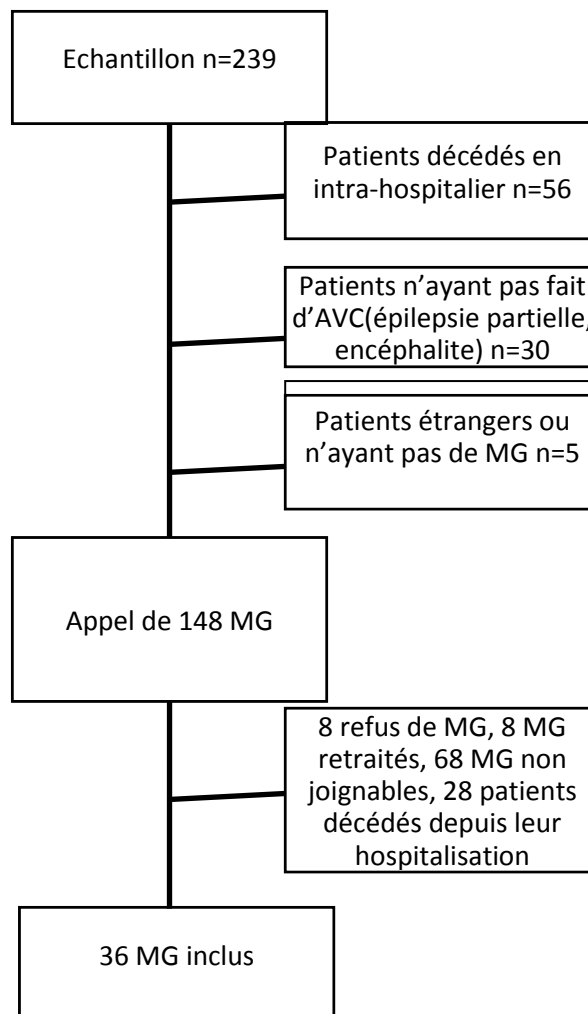 Echantillon n=239
Patients décédés en
intra-hospitalier n=56
Patients n’ayant pas fait
d’AVC(épilepsie partielle,
encéphalite) n=30
Patients étrangers ou
n’ayant pas de MG n=5
Appel de 148 MG
8 refus de MG, 8 MG
retraités, 68 MG non
joignables, 28 patients
décédés depuis leur
hospitalisation
36 MG inclus